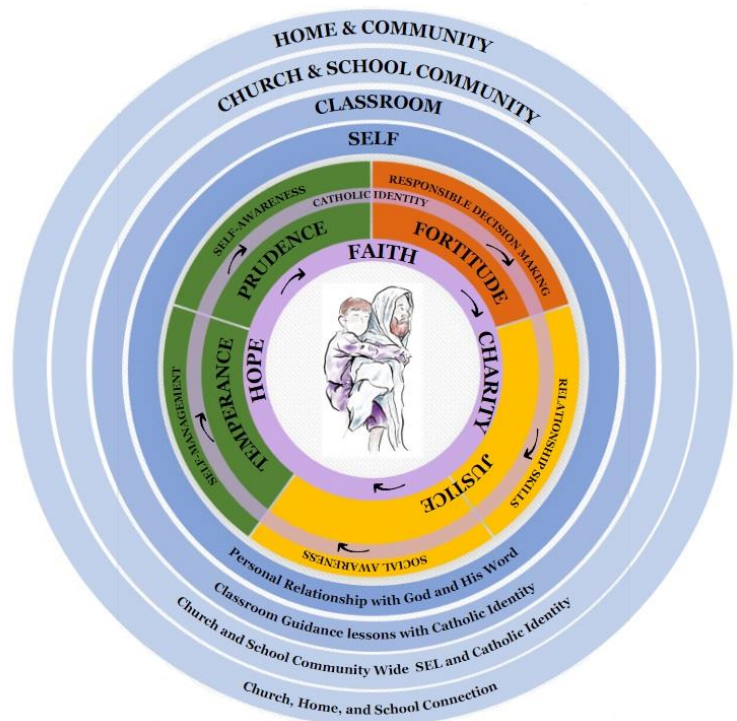 HOME & COMMUNITY
CHURCH & SCHOOL COMMUNITY
CLASSROOM
SELF
SELF-AWARENESS
RESPONSIBLE DECISION MAKING
CATHOLIC IDENTITY
PRUDENCE
FORTITUDE
FAITH
HOPE
CHARITY
TEMPERANCE
JUSTICE
SELF-MANAGEMENT
RELATIONSHIP SKILLS
SOCIAL AWARENESS
Personal Relationship with God and His Word
Classroom Guidance lessons with Catholic Identity
Church and School Community Wide SEL and Catholic Identity
Church, Home, and School Connection